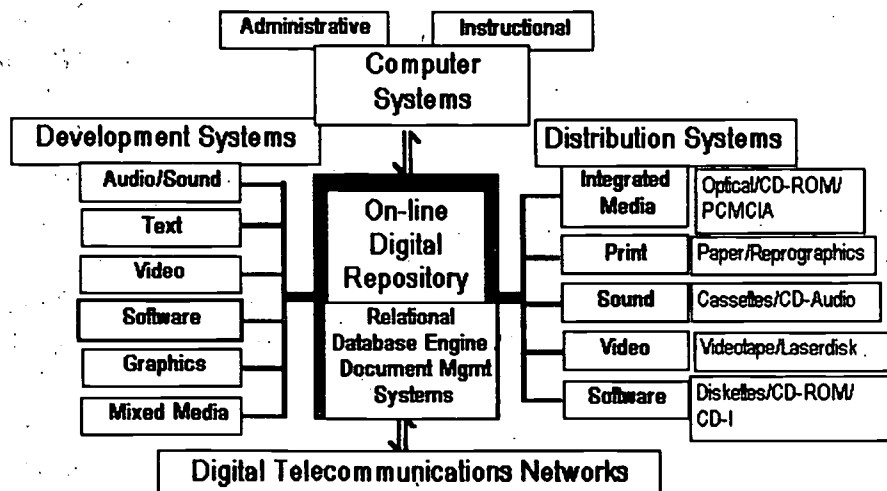 Administrative
Instructional
Computer
Systems
Development Systems
Audio/Sound
Text
Video
Software
Graphics
Mixed Media
On-line
Digital
Repository
Relational
Database Engine
Document Mgmt
Systems
Distribution Systems
Integrated
Media
Optical/CD-ROM/
PCMCIA
Print
Paper/Reprographics
Sound
Cassettes/CD-Audio
Video
Videotape/Laserdisk
Software
Diskettes/CD-ROM/
CD-I
Digital Telecommunications Networks